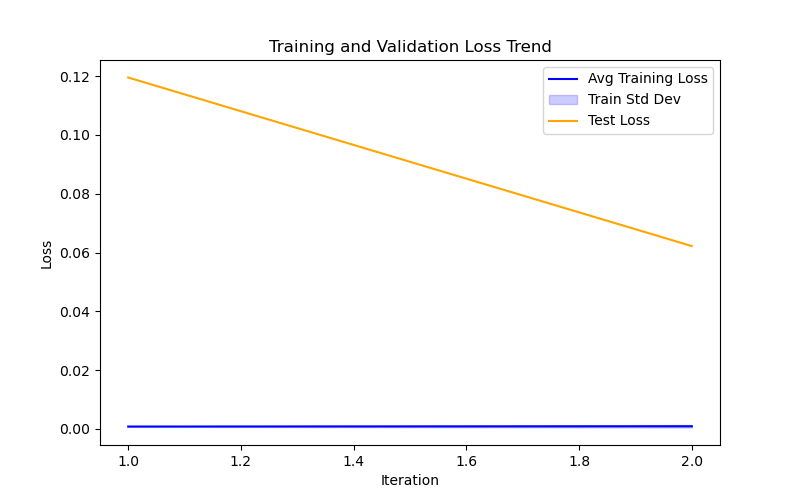 Training and Validation Loss Trend
Avg Training Loss
Train Std Dev
Test Loss
0.12
0.10
0.08
0.06
0.04
0.02
0.00
Loss
1.0 1.2 1.4 1.6 1.8 2.0
Iteration